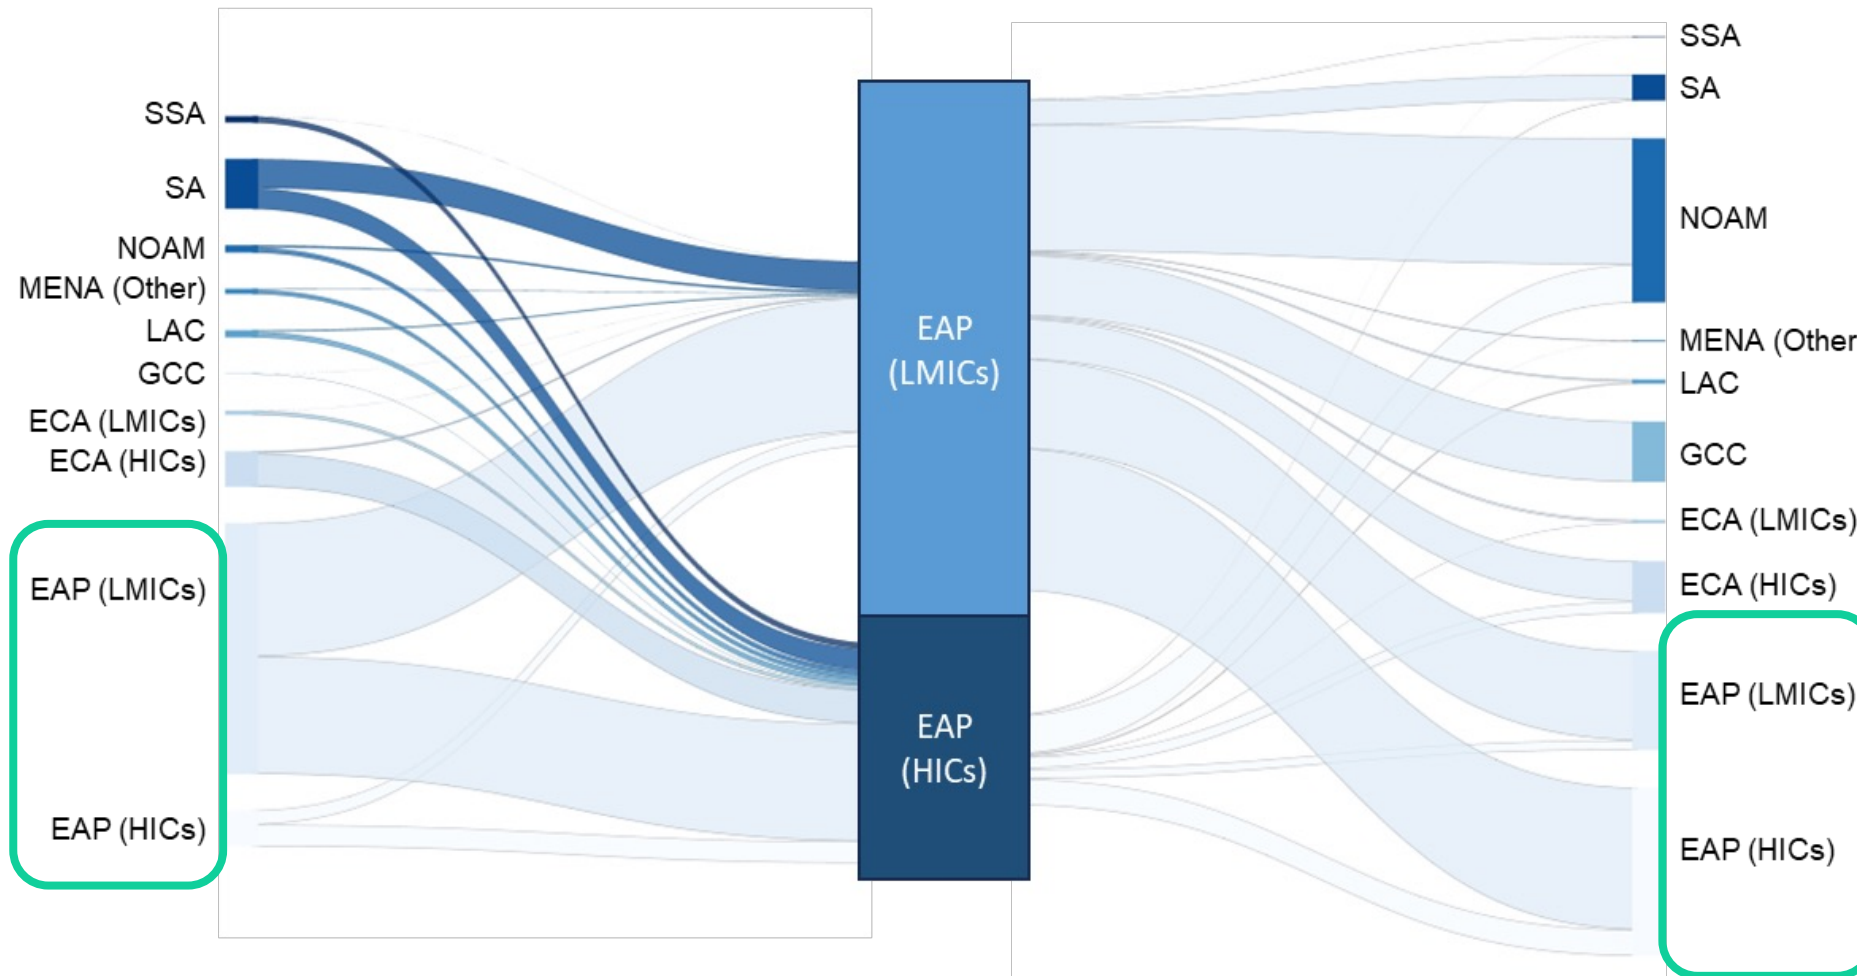 SSA
SA
NOAM
MENA (Other)
LAC
GCC
ECA (LMICs)
ECA (HICs)
EAP (LMICs)
EAP (HICs)
EAP
(LMICs)
EAP
(HICs)
SSA
SA
NOAM
MENA (Other
LAC
GCC
ECA (LMICs)
ECA (HICs)
EAP (LMICs)
EAP (HICs)